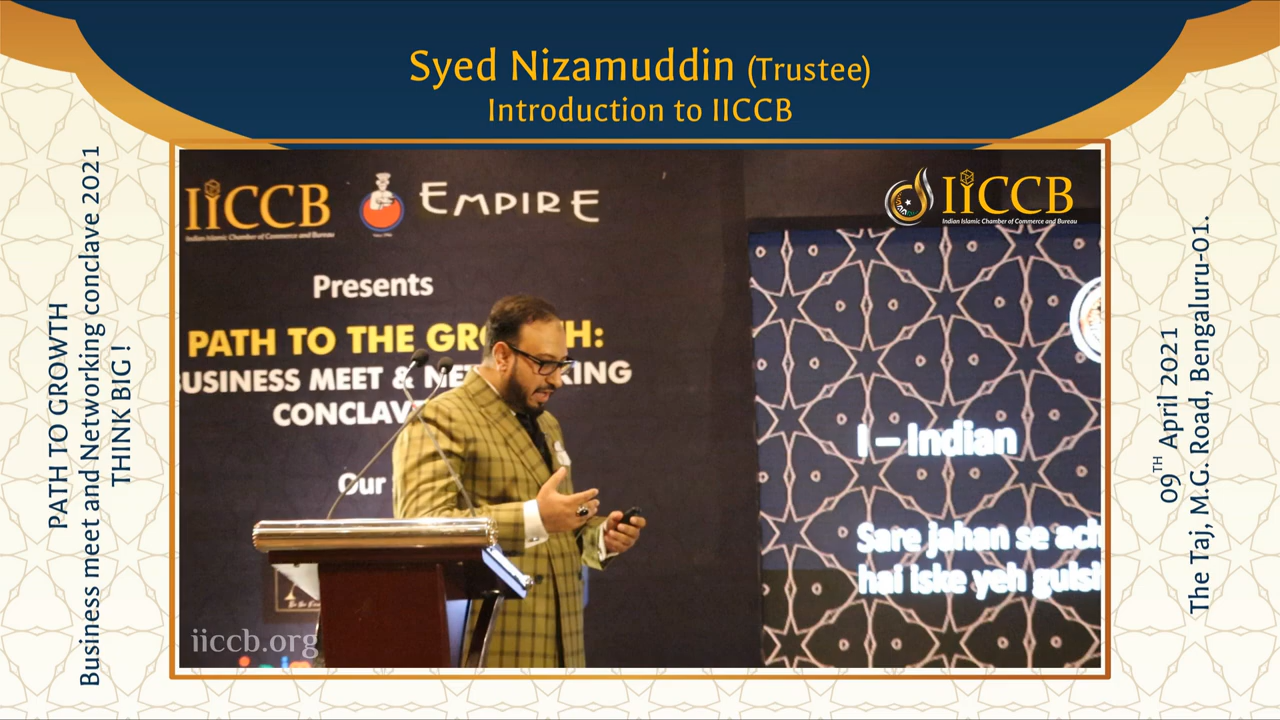 Syed Nizamuddin (Trustee)
Introduction to IICCB
PATH TO GROWTH
Business meet and Networking conclave 2021
THINK BIG !
IiCCB
Indian Islamic Chamber of Commerce and Bureau
EMPIRE
Presents
PATH TO THE GR TH:
USINESS MEET & NE KING
CONCLAV
Our
IiCCB
Indian Islamic Chamber of Commerce and Bureau
I – Indian
Sare jahan se ach
hai iske yeh gulsi
iiccb.org
09TH April 2021
The Taj, M.G. Road, Bengaluru-01.